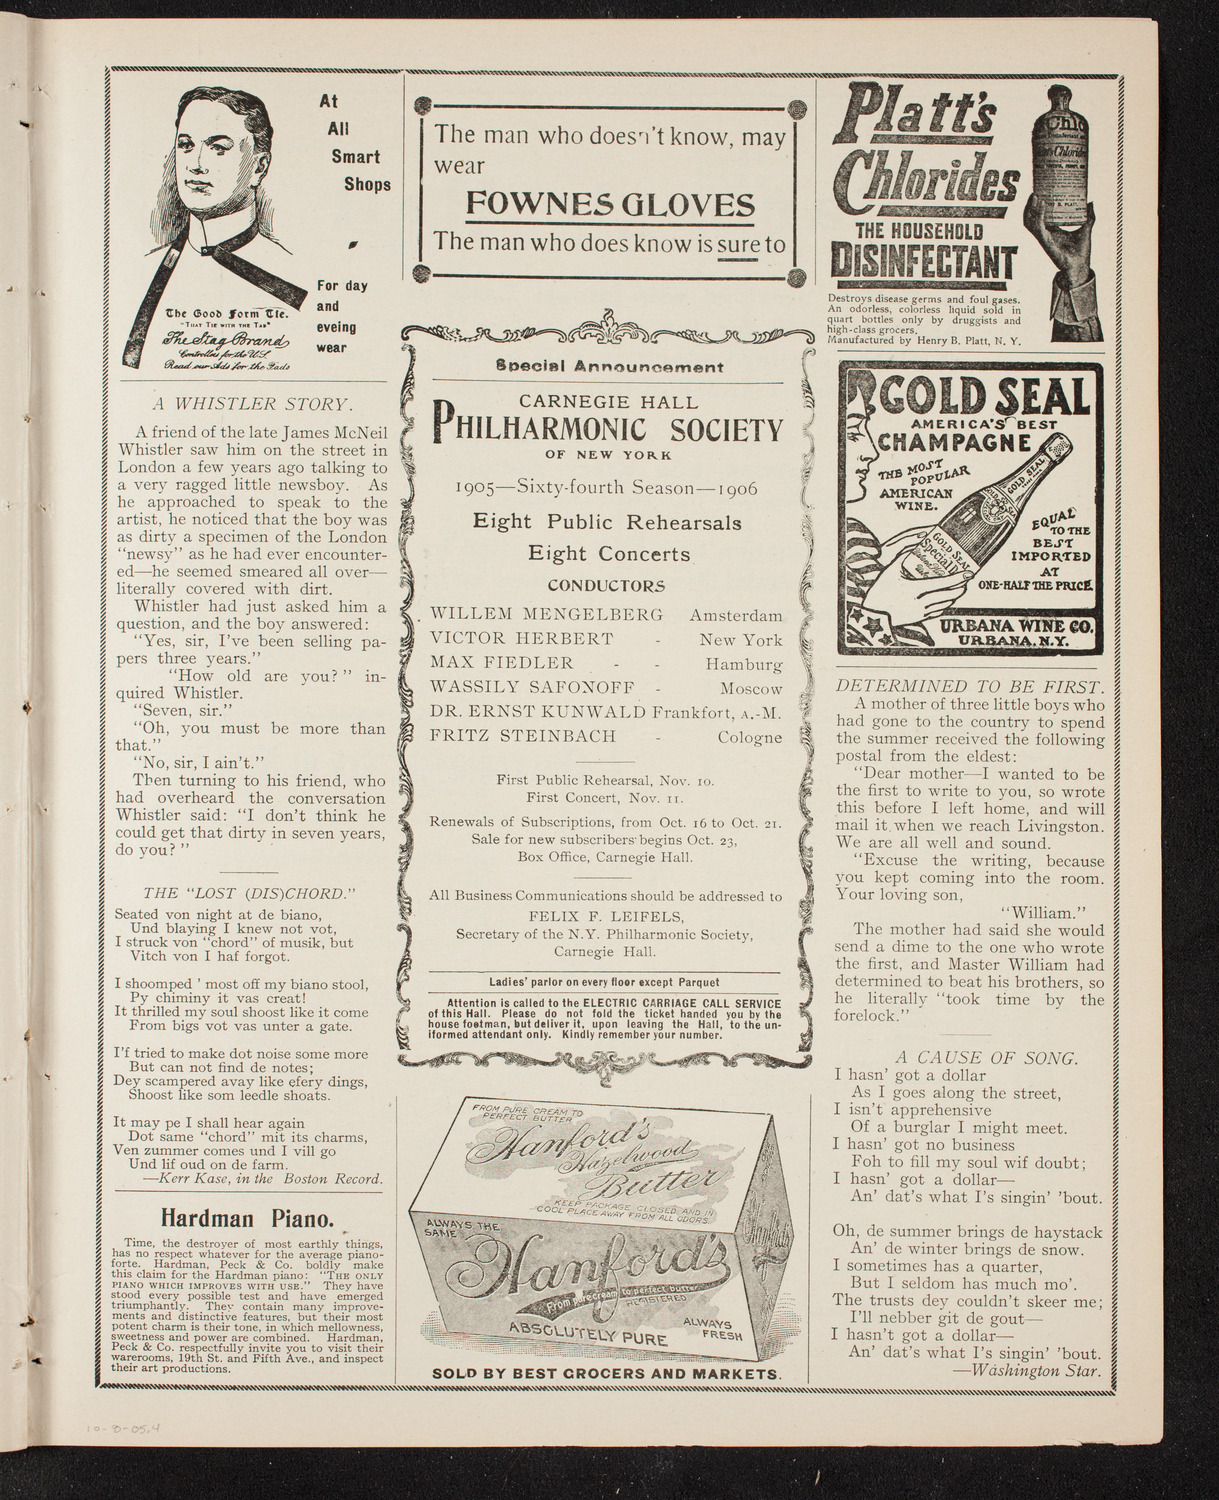 At
All
Smart
Shops
For day
and
eveing
wear
The Good Form Tie.
"THAT TIE WITH THE TAB"
The Stag Brand
Controllers for the U.S.
Read our Ads for the Fads
A WHISTLER STORY.
A friend of the late James McNeil
Whistler saw him on the street in
London a few years ago talking to
a very ragged little newsboy. As
he approached to speak to the
artist, he noticed that the boy was
as dirty a specimen of the London
"newsy" as he had ever encounter-
ed—he seemed smeared all over—
literally covered with dirt.
Whistler had just asked him a
question, and the boy answered:
"Yes, sir, I've been selling pa-
pers three years."
"How old are you?" in-
quired Whistler.
"Seven, sir."
"Oh, you must be more than
that."
"No, sir, I ain't."
Then turning to his friend, who
had overheard the conversation
Whistler said: "I don't think he
could get that dirty in seven years,
do you?"
THE "LOST (DIS)CHORD."
Seated von night at de biano,
Und blaying I knew not vot,
I struck von "chord" of musik, but
Vitch von I haf forgot.
I shoomped ' most off my biano stool,
Py chiminy it vas creat!
It thrilled my soul shoost like it come
From bigs vot vas unter a gate.
I'f tried to make dot noise some more
But can not find de notes;
Dey scampered avay like efery dings,
Shoost like som leedle shoats.
It may pe I shall hear again
Dot same "chord" mit its charms,
Ven zummer comes und I vill go
Und lif oud on de farm.
—Kerr Kase, in the Boston Record.
Hardman Piano.
Time, the destroyer of most earthly things,
has no respect whatever for the average piano-
forte. Hardman, Peck & Co. boldly make
this claim for the Hardman piano: "THE ONLY
PIANO WHICH IMPROVES WITH USE." They have
stood every possible test and have emerged
triumphantly. They contain many improve-
ments and distinctive features, but their most
potent charm is their tone, in which mellowness,
sweetness and power are combined. Hardman,
Peck & Co. respectfully invite you to visit their
warerooms, 19th St. and Fifth Ave., and inspect
their art productions.
The man who doesn't know, may
wear
FOWNES GLOVES
The man who does know is sure to
Special Announcement
CARNEGIE HALL
PHILHARMONIC SOCIETY
OF NEW YORK
1905—Sixty-fourth Season—1906
Eight Public Rehearsals
Eight Concerts
CONDUCTORS
WILLEM MENGELBERG Amsterdam
VICTOR HERBERT - New York
MAX FIEDLER - - Hamburg
WASSILY SAFONOFF - Moscow
DR. ERNST KUNWALD Frankfort, A.-M.
FRITZ STEINBACH - Cologne
First Public Rehearsal, Nov. 10.
First Concert, Nov. 11.
Renewals of Subscriptions, from Oct. 16 to Oct. 21.
Sale for new subscribers begins Oct. 23,
Box Office, Carnegie Hall.
All Business Communications should be addressed to
FELIX F. LEIFELS,
Secretary of the N.Y. Philharmonic Society,
Carnegie Hall.
Ladies' parlor on every floor except Parquet
Attention is called to the ELECTRIC CARRIAGE CALL SERVICE
of this Hall. Please do not fold the ticket handed you by the
house footman, but deliver it, upon leaving the Hall, to the un-
iformed attendant only. Kindly remember your number.
FROM PURE CREAM TO
PERFECT BUTTER
Hanford's
Hazelwood
Butter
KEEP PACKAGE CLOSED AND IN
COOL PLACE AWAY FROM ALL ODORS.
ALWAYS THE
SAME
Hanford's
From pure cream to perfect butter
REGISTERED
ABSOLUTELY PURE
ALWAYS
FRESH
Hanford's
SOLD BY BEST GROCERS AND MARKETS.
Platt's
Chlorides
THE HOUSEHOLD
DISINFECTANT
Destroys disease germs and foul gases.
An odorless, colorless liquid sold in
quart bottles only by druggists and
high-class grocers.
Manufactured by Henry B. Platt, N. Y.
GOLD SEAL
AMERICA'S BEST
CHAMPAGNE
THE MOST
POPULAR
AMERICAN
WINE.
GOLD SEAL
GOLD SEAL
Special
EQUAL
TO THE
BEST
IMPORTED
AT
ONE-HALF THE PRICE.
URBANA WINE CO.
URBANA, N.Y.
DETERMINED TO BE FIRST.
A mother of three little boys who
had gone to the country to spend
the summer received the following
postal from the eldest:
"Dear mother—I wanted to be
the first to write to you, so wrote
this before I left home, and will
mail it when we reach Livingston.
We are all well and sound.
"Excuse the writing, because
you kept coming into the room.
Your loving son,
"William."
The mother had said she would
send a dime to the one who wrote
the first, and Master William had
determined to beat his brothers, so
he literally "took time by the
forelock."
A CAUSE OF SONG.
I hasn' got a dollar
As I goes along the street,
I isn't apprehensive
Of a burglar I might meet.
I hasn' got no business
Foh to fill my soul wif doubt;
I hasn' got a dollar—
An' dat's what I's singin' 'bout.
Oh, de summer brings de haystack
An' de winter brings de snow.
I sometimes has a quarter,
But I seldom has much mo'.
The trusts dey couldn't skeer me;
I'll nebber git de gout—
I hasn't got a dollar—
An' dat's what I's singin' 'bout.
—Washington Star.
10-8-05.4